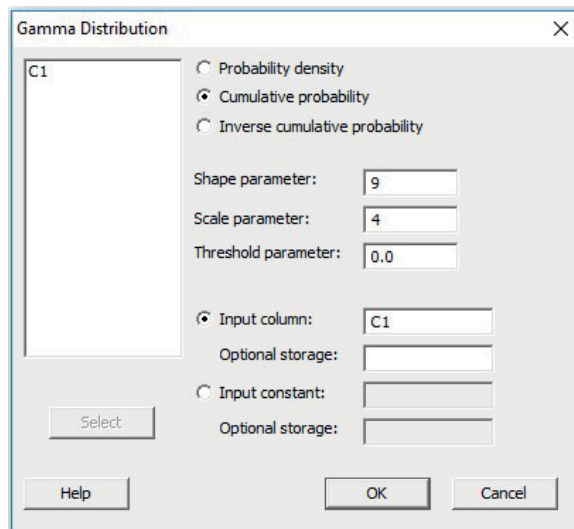 Gamma Distribution
C1
Probability density
Cumulative probability
Inverse cumulative probability
Shape parameter: 9
Scale parameter: 4
Threshold parameter: 0.0
Input column: C1
Optional storage:
Input constant:
Optional storage:
Select
Help OK Cancel